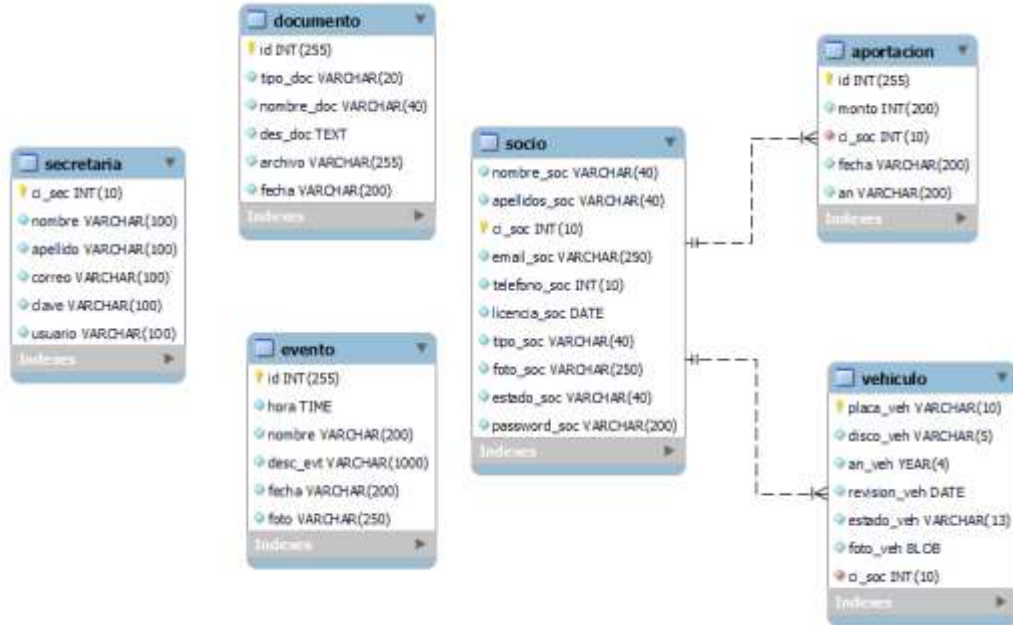 documento
id INT(255)
tipo_doc VARCHAR(20)
nombre_doc VARCHAR(40)
des_doc TEXT
archivo VARCHAR(255)
fecha VARCHAR(200)
Indexes
secretaria
ci_sec INT(10)
nombre VARCHAR(100)
apellido VARCHAR(100)
correo VARCHAR(100)
clave VARCHAR(100)
usuario VARCHAR(100)
Indexes
evento
id INT(255)
hora TIME
nombre VARCHAR(200)
desc_evt VARCHAR(1000)
fecha VARCHAR(200)
foto VARCHAR(250)
Indexes
socio
nombre_soc VARCHAR(40)
apellidos_soc VARCHAR(40)
ci_soc INT(10)
email_soc VARCHAR(250)
telefono_soc INT(10)
licencia_soc DATE
tipo_soc VARCHAR(40)
foto_soc VARCHAR(250)
estado_soc VARCHAR(40)
password_soc VARCHAR(200)
Indexes
aportacion
id INT(255)
monto INT(200)
ci_soc INT(10)
fecha VARCHAR(200)
an VARCHAR(200)
Indexes
vehiculo
placa_veh VARCHAR(10)
disco_veh VARCHAR(5)
an_veh YEAR(4)
revision_veh DATE
estado_veh VARCHAR(13)
foto_veh BLOB
ci_soc INT(10)
Indexes